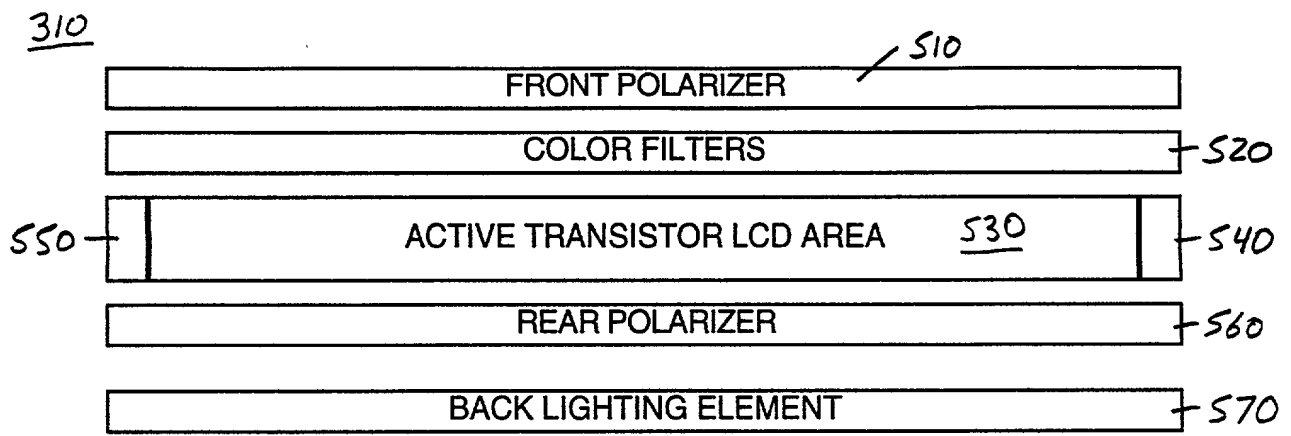 310
510
FRONT POLARIZER
COLOR FILTERS
520
550
ACTIVE TRANSISTOR LCD AREA
530
540
REAR POLARIZER
560
BACK LIGHTING ELEMENT
570